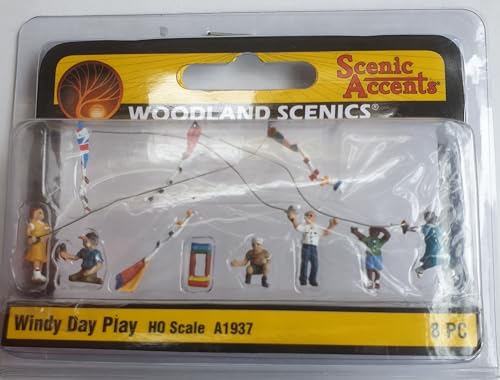 Scenic
Accents®
WOODLAND SCENICS®
Windy Day Play HO Scale A1937 8 PC